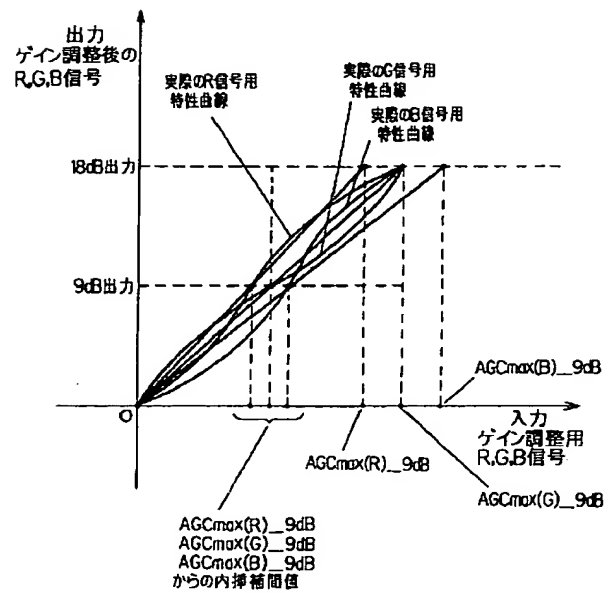 出力
ゲイン調整後の
R,G,B信号
実際のR信号用
特性曲線
実際のG信号用
特性曲線
実際のB信号用
特性曲線
18dB出力
9dB出力
O
入力
ゲイン調整用
R,G,B信号
AGCmax(B)_9dB
AGCmax(R)_9dB
AGCmax(G)_9dB
AGCmax(R)_9dB
AGCmax(G)_9dB
AGCmax(B)_9dB
からの内挿補間値